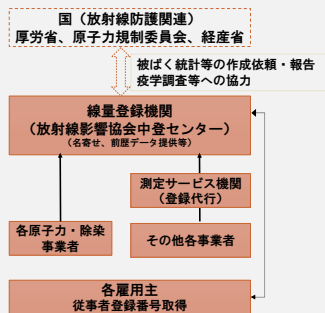 国（放射線防護関連）
厚労省、原子力規制委員会、経産省
被ばく統計等の作成依頼・報告
疫学調査等への協力
線量登録機関
（放射線影響協会中登センター）
（名寄せ、前歴データ提供等）
測定サービス機関
（登録代行）
各原子力・除染
事業者
その他各事業者
各雇用主
従事者登録番号取得